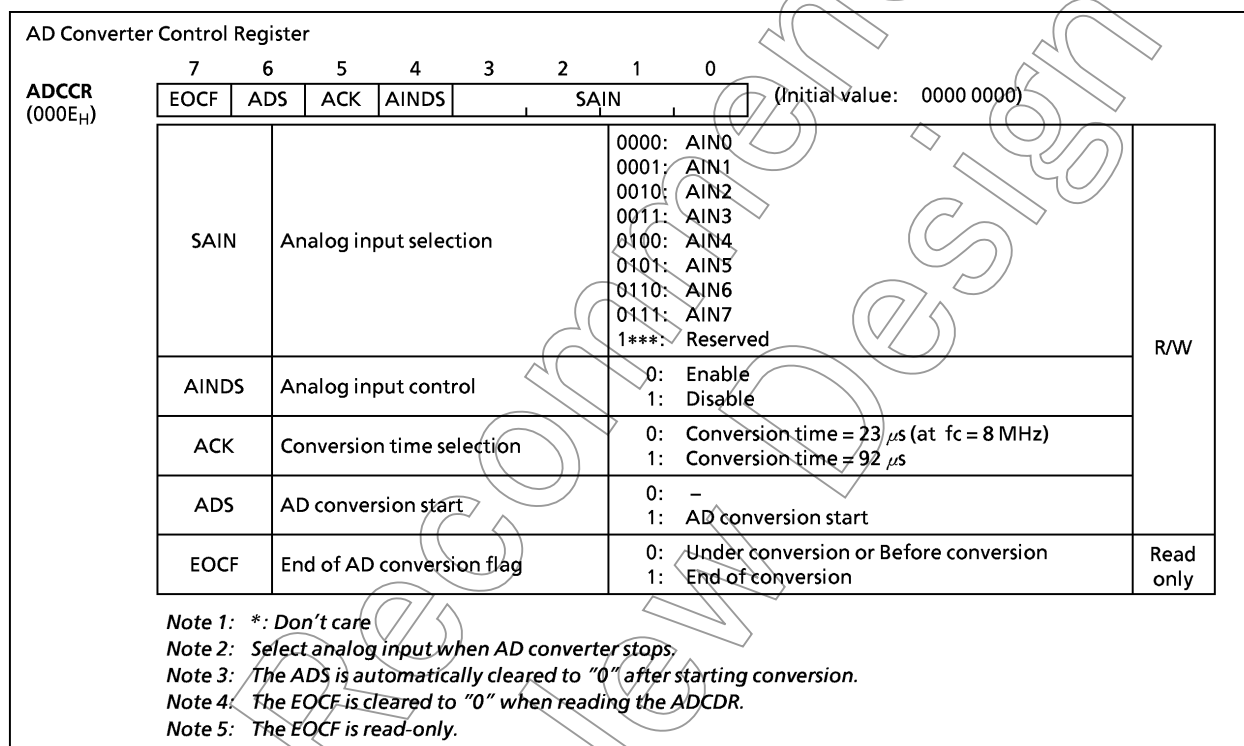 AD Converter Control Register
7 6 5 4 3 2 1 0
ADCCR
(000EH)
EOCF ADS ACK AINDS SAIN (Initial value: 0000 0000)
SAIN Analog input selection
0000: AIN0
0001: AIN1
0010: AIN2
0011: AIN3
0100: AIN4
0101: AIN5
0110: AIN6
0111: AIN7
1***: Reserved
R/W
AINDS Analog input control
0: Enable
1: Disable
ACK Conversion time selection
0: Conversion time = 23 μs (at fc = 8 MHz)
1: Conversion time = 92 μs
ADS AD conversion start
0: –
1: AD conversion start
EOCF End of AD conversion flag
0: Under conversion or Before conversion
1: End of conversion
Read
only
Note 1: *: Don't care
Note 2: Select analog input when AD converter stops.
Note 3: The ADS is automatically cleared to "0" after starting conversion.
Note 4: The EOCF is cleared to "0" when reading the ADCDR.
Note 5: The EOCF is read-only.
Recommen
ew Design